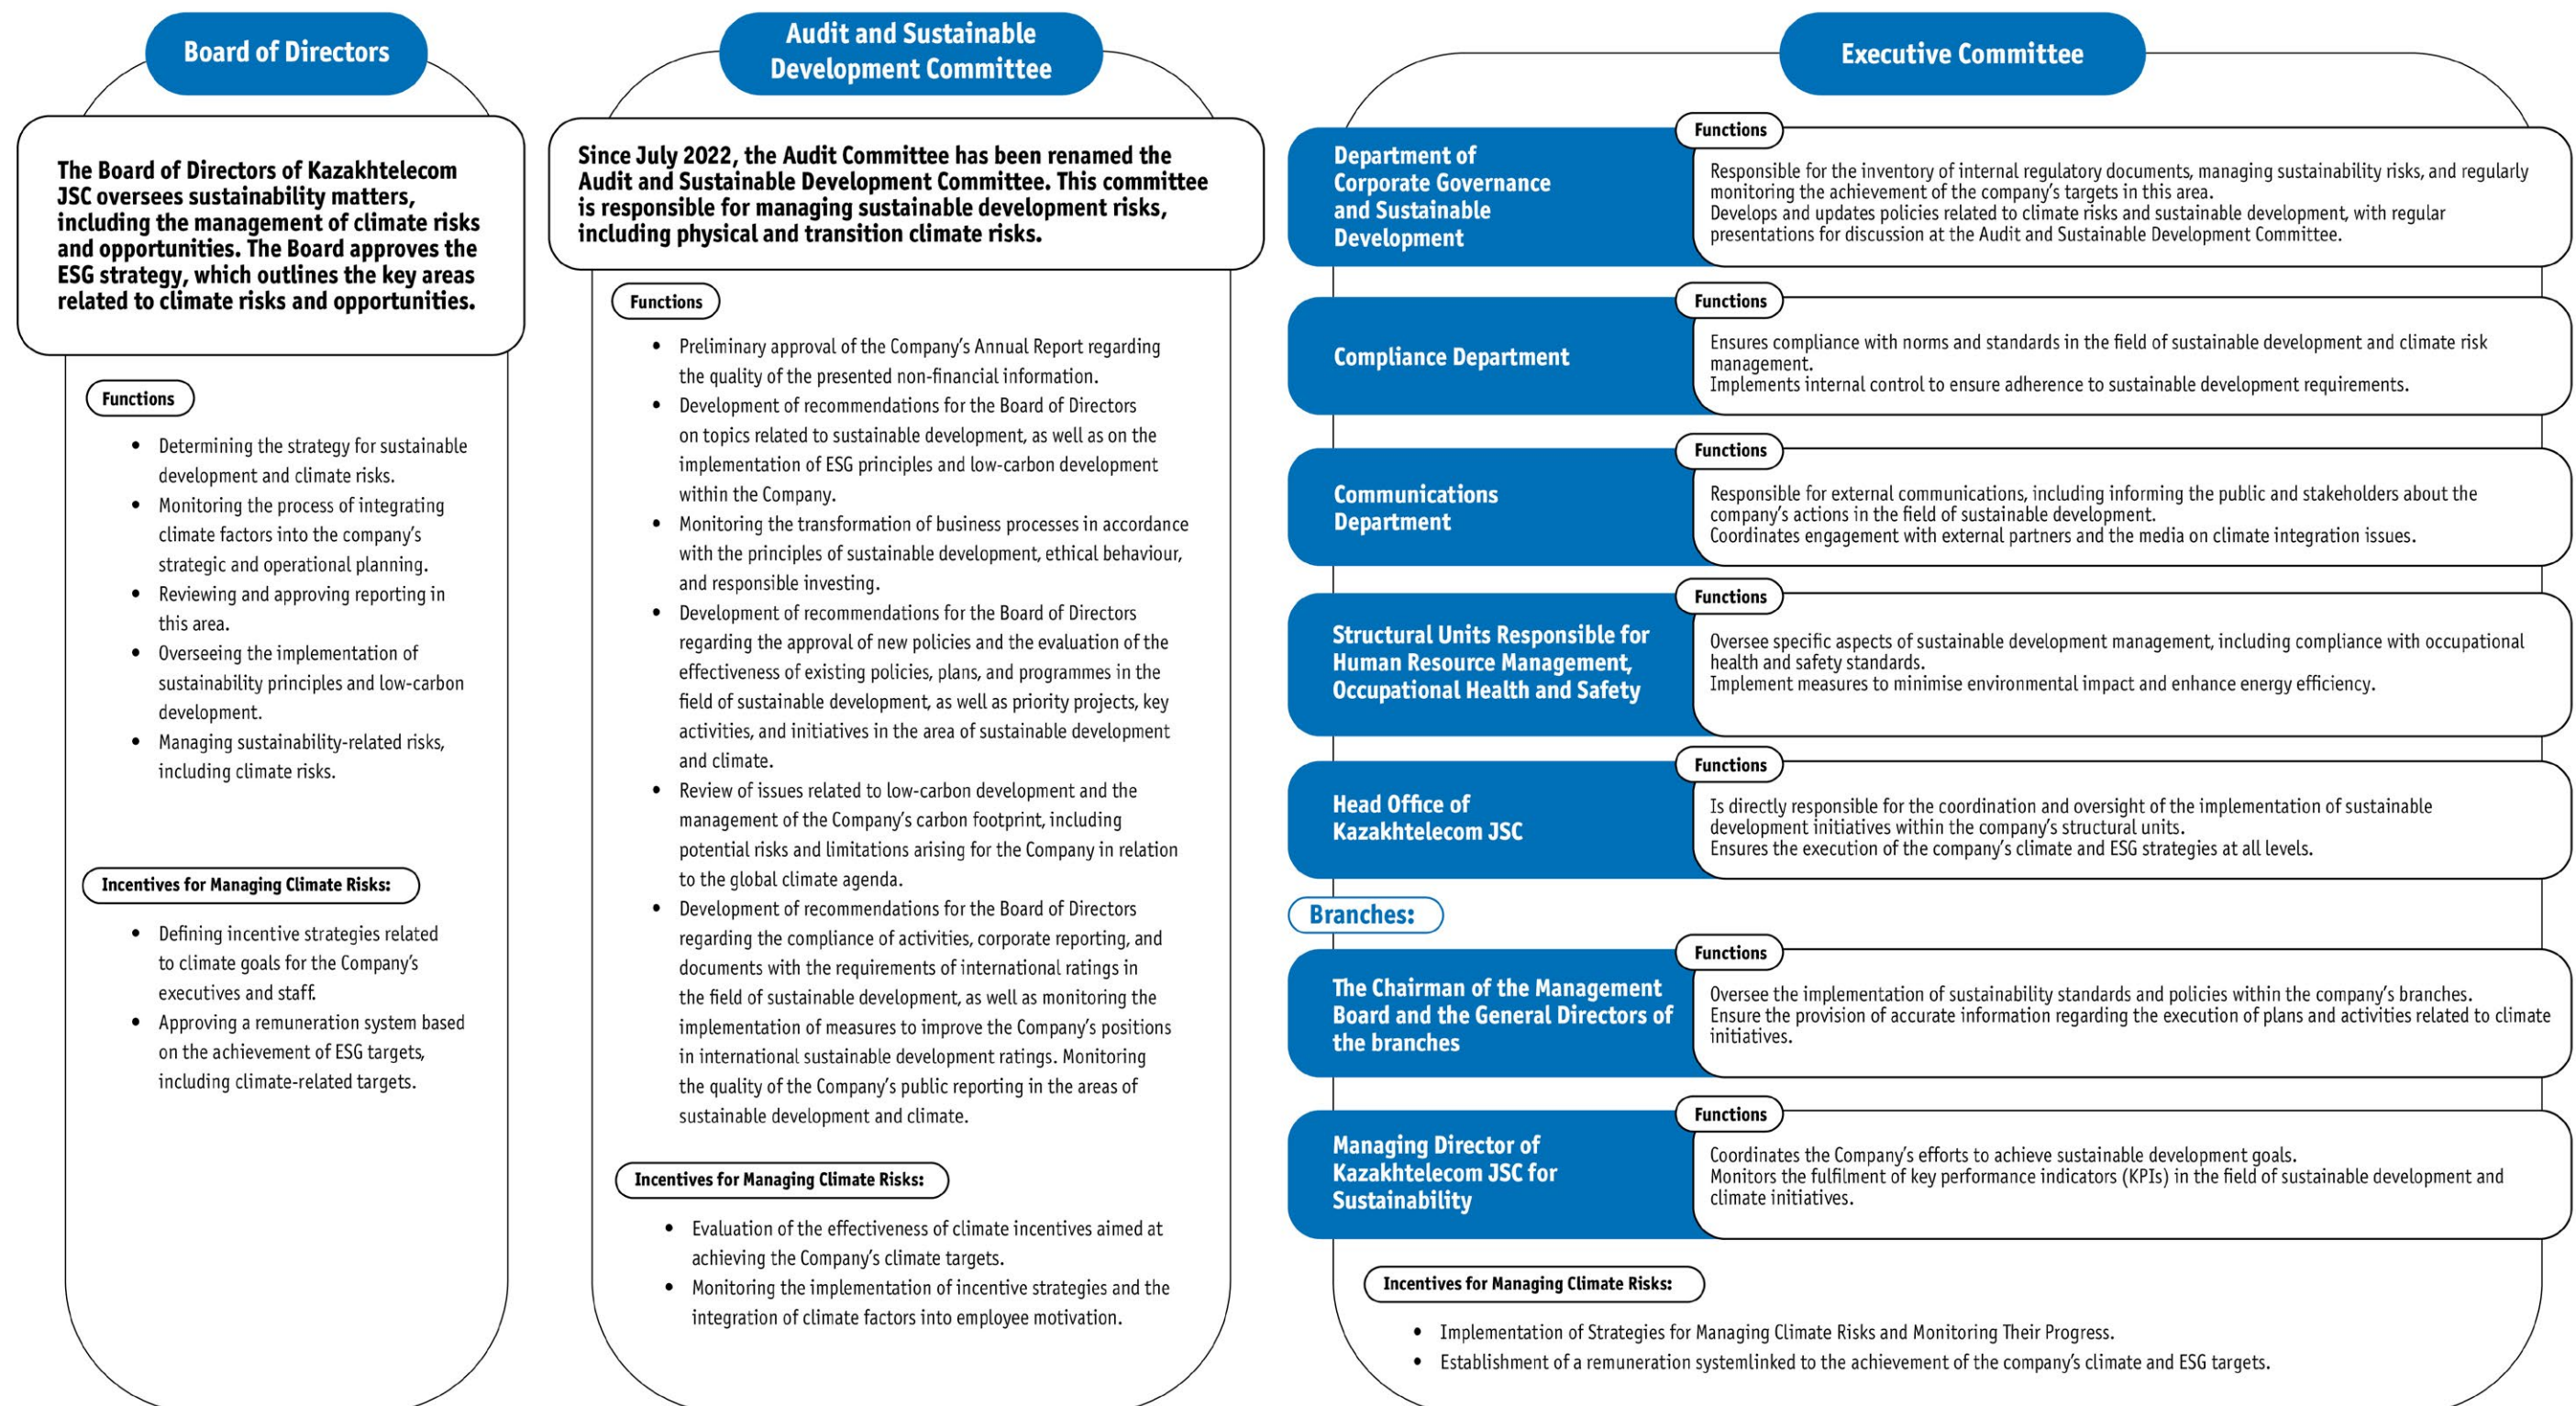 Board of Directors
The Board of Directors of Kazakhtelecom
JSC oversees sustainability matters,
including the management of climate risks
and opportunities. The Board approves the
ESG strategy, which outlines the key areas
related to climate risks and opportunities.
Functions
• Determining the strategy for sustainable
development and climate risks.
• Monitoring the process of integrating
climate factors into the company's
strategic and operational planning.
• Reviewing and approving reporting in
this area.
• Overseeing the implementation of
sustainability principles and low-carbon
development.
• Managing sustainability-related risks,
including climate risks.
Incentives for Managing Climate Risks:
• Defining incentive strategies related
to climate goals for the Company's
executives and staff.
• Approving a remuneration system based
on the achievement of ESG targets,
including climate-related targets.
Audit and Sustainable
Development Committee
Since July 2022, the Audit Committee has been renamed the
Audit and Sustainable Development Committee. This committee
is responsible for managing sustainable development risks,
including physical and transition climate risks.
Functions
• Preliminary approval of the Company's Annual Report regarding
the quality of the presented non-financial information.
• Development of recommendations for the Board of Directors
on topics related to sustainable development, as well as on the
implementation of ESG principles and low-carbon development
within the Company.
• Monitoring the transformation of business processes in accordance
with the principles of sustainable development, ethical behaviour,
and responsible investing.
• Development of recommendations for the Board of Directors
regarding the approval of new policies and the evaluation of the
effectiveness of existing policies, plans, and programmes in the
field of sustainable development, as well as priority projects, key
activities, and initiatives in the area of sustainable development
and climate.
• Review of issues related to low-carbon development and the
management of the Company's carbon footprint, including
potential risks and limitations arising for the Company in relation
to the global climate agenda.
• Development of recommendations for the Board of Directors
regarding the compliance of activities, corporate reporting, and
documents with the requirements of international ratings in
the field of sustainable development, as well as monitoring the
implementation of measures to improve the Company's positions
in international sustainable development ratings. Monitoring
the quality of the Company's public reporting in the areas of
sustainable development and climate.
Incentives for Managing Climate Risks:
• Evaluation of the effectiveness of climate incentives aimed at
achieving the Company's climate targets.
• Monitoring the implementation of incentive strategies and the
integration of climate factors into employee motivation.
Executive Committee
Department of
Corporate Governance
and Sustainable
Development
Functions
Responsible for the inventory of internal regulatory documents, managing sustainability risks, and regularly
monitoring the achievement of the company's targets in this area.
Develops and updates policies related to climate risks and sustainable development, with regular
presentations for discussion at the Audit and Sustainable Development Committee.
Compliance Department
Functions
Ensures compliance with norms and standards in the field of sustainable development and climate risk
management.
Implements internal control to ensure adherence to sustainable development requirements.
Communications
Department
Functions
Responsible for external communications, including informing the public and stakeholders about the
company's actions in the field of sustainable development.
Coordinates engagement with external partners and the media on climate integration issues.
Structural Units Responsible for
Human Resource Management,
Occupational Health and Safety
Functions
Oversee specific aspects of sustainable development management, including compliance with occupational
health and safety standards.
Implement measures to minimise environmental impact and enhance energy efficiency.
Head Office of
Kazakhtelecom JSC
Functions
Is directly responsible for the coordination and oversight of the implementation of sustainable
development initiatives within the company's structural units.
Ensures the execution of the company's climate and ESG strategies at all levels.
Branches:
The Chairman of the Management
Board and the General Directors of
the branches
Functions
Oversee the implementation of sustainability standards and policies within the company's branches.
Ensure the provision of accurate information regarding the execution of plans and activities related to climate
initiatives.
Managing Director of
Kazakhtelecom JSC for
Sustainability
Functions
Coordinates the Company's efforts to achieve sustainable development goals.
Monitors the fulfilment of key performance indicators (KPIs) in the field of sustainable development and
climate initiatives.
Incentives for Managing Climate Risks:
• Implementation of Strategies for Managing Climate Risks and Monitoring Their Progress.
• Establishment of a remuneration systemlinked to the achievement of the company's climate and ESG targets.